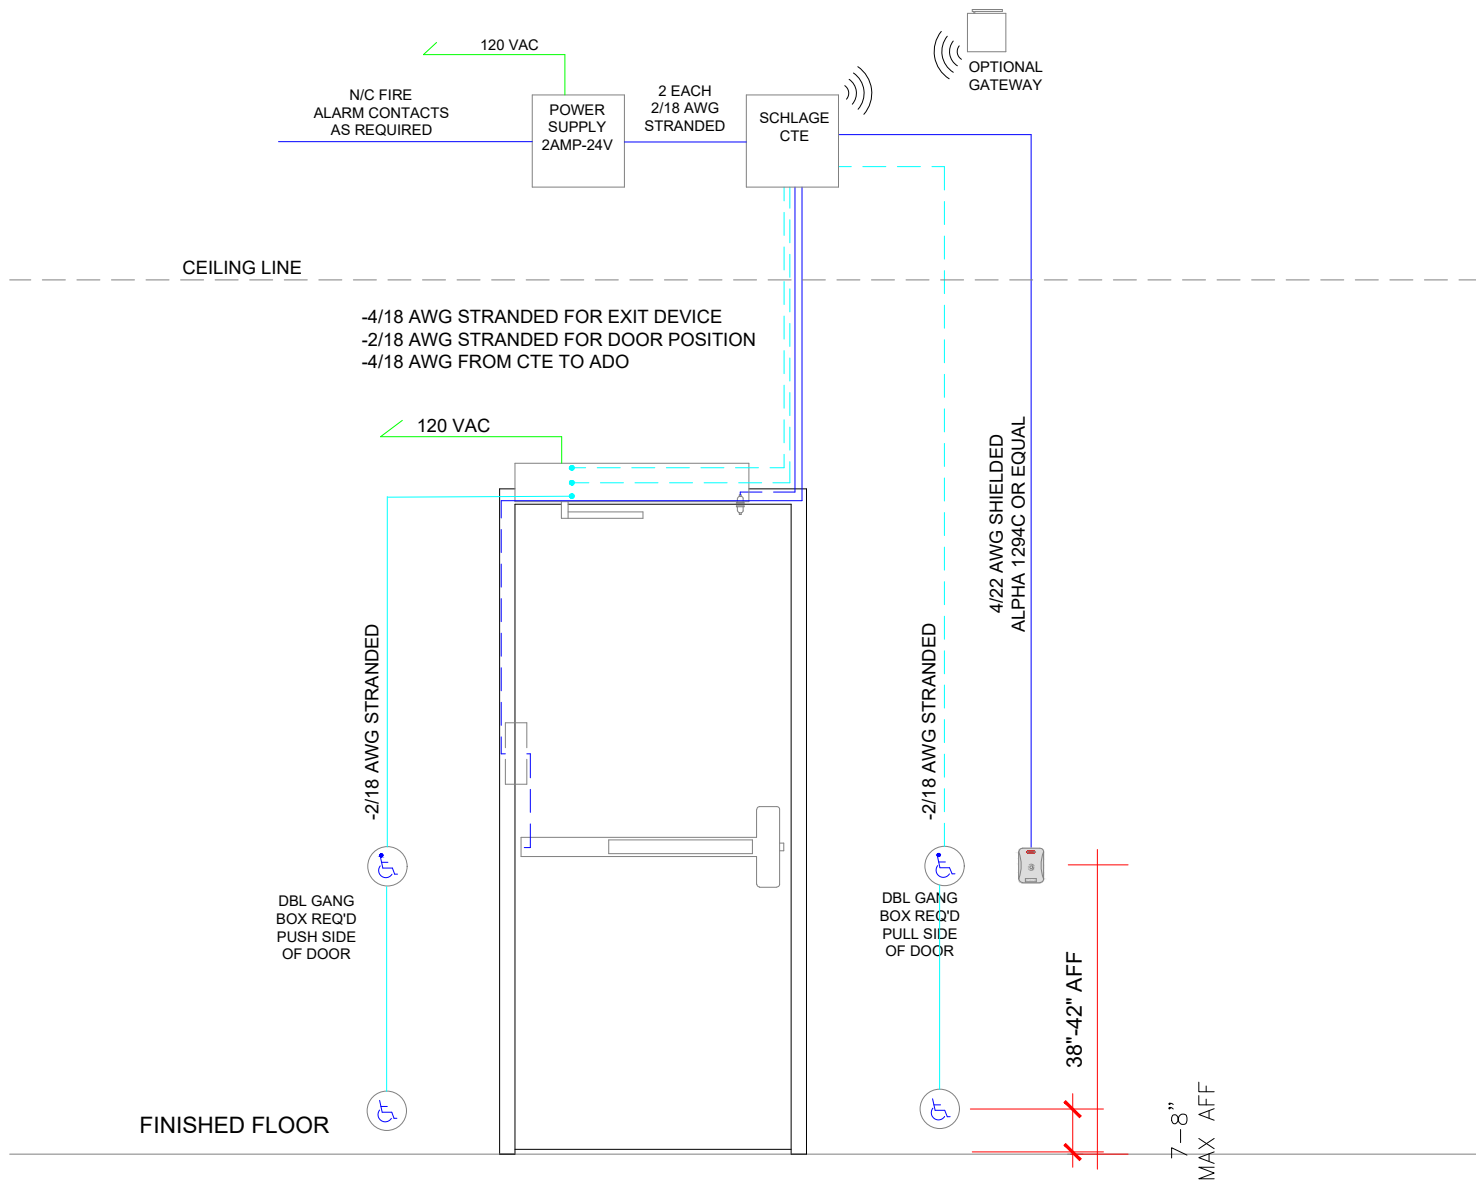 120 VAC
OPTIONAL
GATEWAY
N/C FIRE
ALARM CONTACTS
AS REQUIRED
POWER
SUPPLY
2AMP-24V
2 EACH
2/18 AWG
STRANDED
SCHLAGE
CTE
CEILING LINE
-4/18 AWG STRANDED FOR EXIT DEVICE
-2/18 AWG STRANDED FOR DOOR POSITION
-4/18 AWG FROM CTE TO ADO
120 VAC
-2/18 AWG STRANDED
-2/18 AWG STRANDED
4/22 AWG SHIELDED
ALPHA 1294C OR EQUAL
DBL GANG
BOX REQ'D
PUSH SIDE
OF DOOR
DBL GANG
BOX REQ'D
PULL SIDE
OF DOOR
38"-42" AFF
7-8"
MAX AFF
FINISHED FLOOR